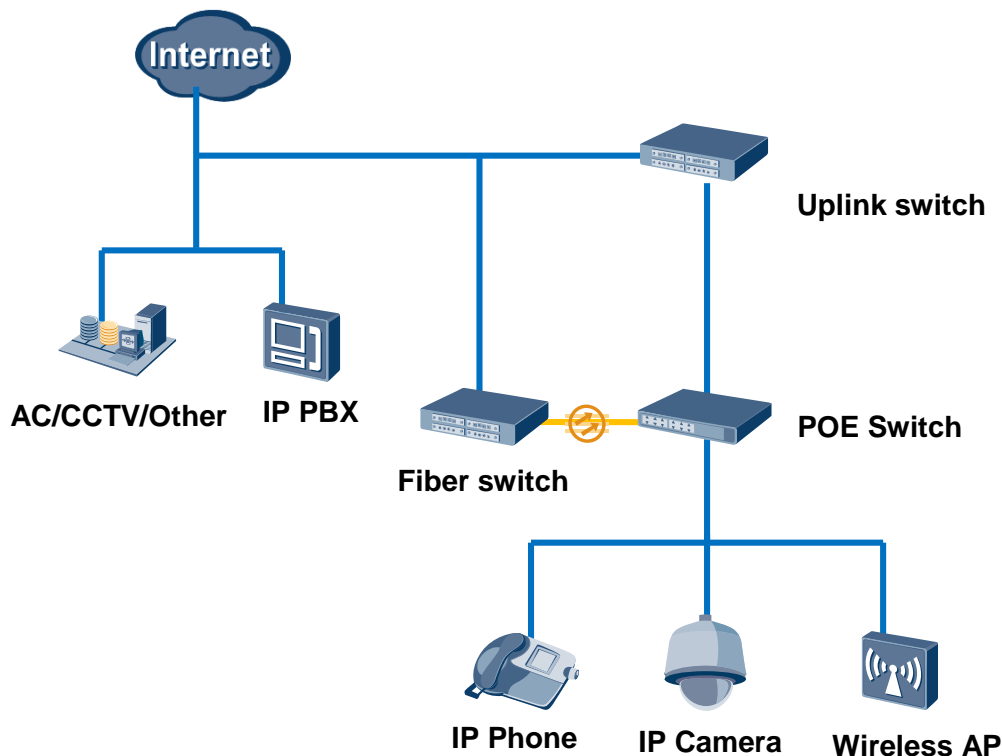 Internet
Uplink switch
AC/CCTV/Other
IP PBX
POE Switch
Fiber switch
IP Phone
IP Camera
Wireless AP